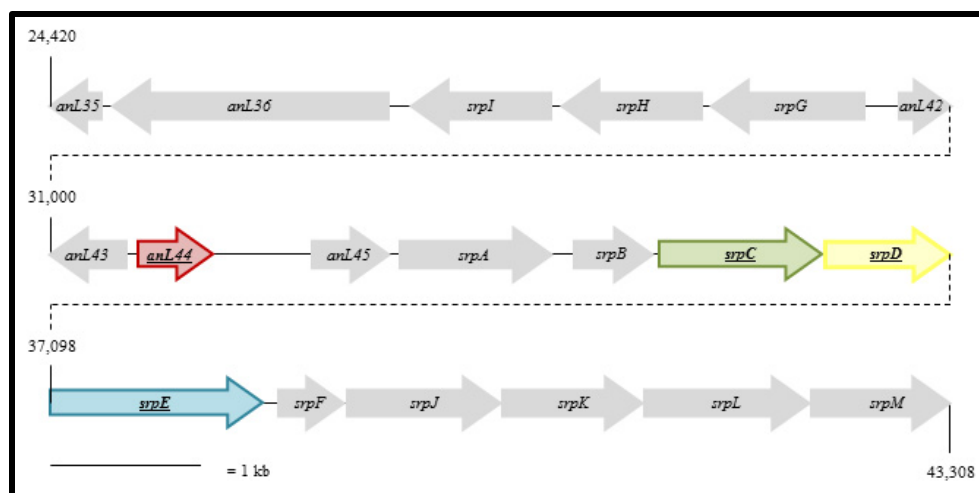 24,420
anL35 anL36 srpI srpH srpG anL42
31,000
anL43 anL44 anL45 srpA srpB srpC srpD
37,098
srpE srpF srpJ srpK srpL srpM
= 1 kb 43,308